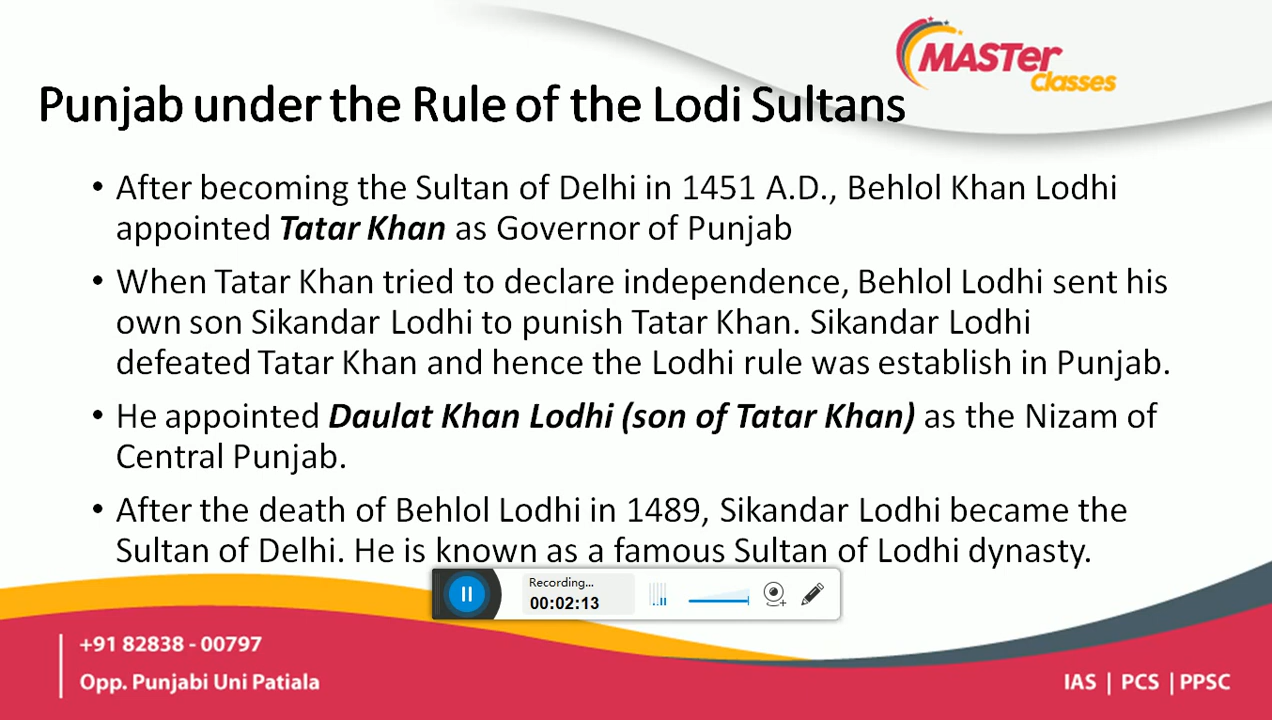 MASTer
Classes
Punjab under the Rule of the Lodi Sultans
• After becoming the Sultan of Delhi in 1451 A.D., Behlol Khan Lodhi
appointed Tatar Khan as Governor of Punjab
• When Tatar Khan tried to declare independence, Behlol Lodhi sent his
own son Sikandar Lodhi to punish Tatar Khan. Sikandar Lodhi
defeated Tatar Khan and hence the Lodhi rule was establish in Punjab.
• He appointed Daulat Khan Lodhi (son of Tatar Khan) as the Nizam of
Central Punjab.
• After the death of Behlol Lodhi in 1489, Sikandar Lodhi became the
Sultan of Delhi. He is known as a famous Sultan of Lodhi dynasty.
Recording...
00:02:13
+91 82838 - 00797
Opp. Punjabi Uni Patiala
IAS | PCS | PPSC